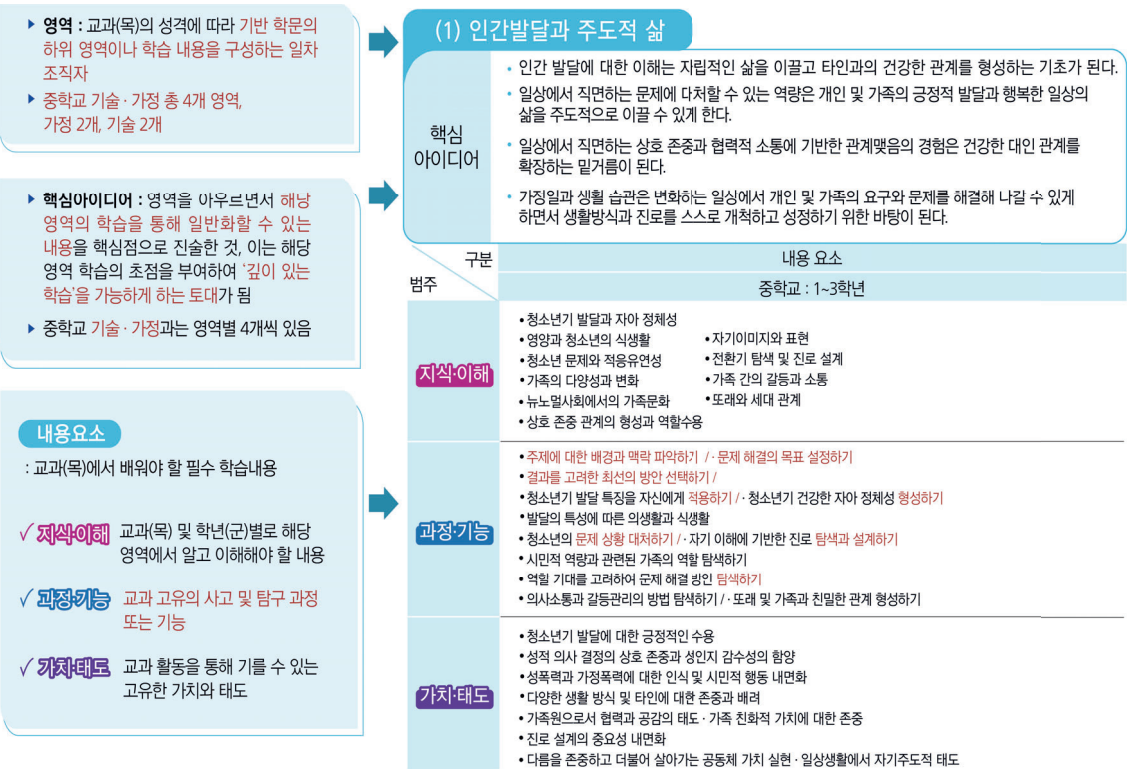 ▶ 영역 : 교과(목)의 성격에 따라 기반 학문의
하위 영역이나 학습 내용을 구성하는 일차
조직자
▶ 중학교 기술 · 가정 총 4개 영역,
가정 2개, 기술 2개
▶ 핵심아이디어 : 영역을 아우르면서 해당
영역의 학습을 통해 일반화할 수 있는
내용을 핵심점으로 진술한 것, 이는 해당
영역 학습의 초점을 부여하여 ‘깊이 있는
학습’을 가능하게 하는 토대가 됨
▶ 중학교 기술 · 가정과는 영역별 4개씩 있음
내용요소
: 교과(목)에서 배워야 할 필수 학습내용
✓ 지식·이해 교과(목) 및 학년(군)별로 해당
영역에서 알고 이해해야 할 내용
✓ 과정·기능 교과 고유의 사고 및 탐구 과정
또는 기능
✓ 가치·태도 교과 활동을 통해 기를 수 있는
고유한 가치와 태도
(1) 인간발달과 주도적 삶
핵심
아이디어
• 인간 발달에 대한 이해는 자립적인 삶을 이끌고 타인과의 건강한 관계를 형성하는 기초가 된다.
• 일상에서 직면하는 문제에 대처할 수 있는 역량은 개인 및 가족의 긍정적 발달과 행복한 일상의
삶을 주도적으로 이끌 수 있게 한다.
• 일상에서 직면하는 상호 존중과 협력적 소통에 기반한 관계맺음의 경험은 건강한 대인 관계를
확장하는 밑거름이 된다.
• 가정일과 생활 습관은 변화하는 일상에서 개인 및 가족의 요구와 문제를 해결해 나갈 수 있게
하면서 생활방식과 진로를 스스로 개척하고 성정하기 위한 바탕이 된다.
구분
범주
내용 요소
중학교 : 1~3학년
지식·이해
• 청소년기 발달과 자아 정체성
• 영양과 청소년의 식생활 • 자기이미지와 표현
• 청소년 문제와 적응유연성 • 전환기 탐색 및 진로 설계
• 가족의 다양성과 변화 • 가족 간의 갈등과 소통
• 뉴노멀사회에서의 가족문화 • 또래와 세대 관계
• 상호 존중 관계의 형성과 역할수용
과정·기능
• 주제에 대한 배경과 맥락 파악하기 / · 문제 해결의 목표 설정하기
• 결과를 고려한 최선의 방안 선택하기 /
• 청소년기 발달 특징을 자신에게 적용하기 / · 청소년기 건강한 자아 정체성 형성하기
• 발달의 특성에 따른 의생활과 식생활
• 청소년의 문제 상황 대처하기 / · 자기 이해에 기반한 진로 탐색과 설계하기
• 시민적 역량과 관련된 가족의 역할 탐색하기
• 역할 기대를 고려하여 문제 해결 방인 탐색하기
• 의사소통과 갈등관리의 방법 탐색하기 / · 또래 및 가족과 친밀한 관계 형성하기
가치·태도
• 청소년기 발달에 대한 긍정적인 수용
• 성적 의사 결정의 상호 존중과 성인지 감수성의 함양
• 성폭력과 가정폭력에 대한 인식 및 시민적 행동 내면화
• 다양한 생활 방식 및 타인에 대한 존중과 배려
• 가족원으로서 협력과 공감의 태도 · 가족 친화적 가치에 대한 존중
• 진로 설계의 중요성 내면화
• 다름을 존중하고 더불어 살아가는 공동체 가치 실현 · 일상생활에서 자기주도적 태도